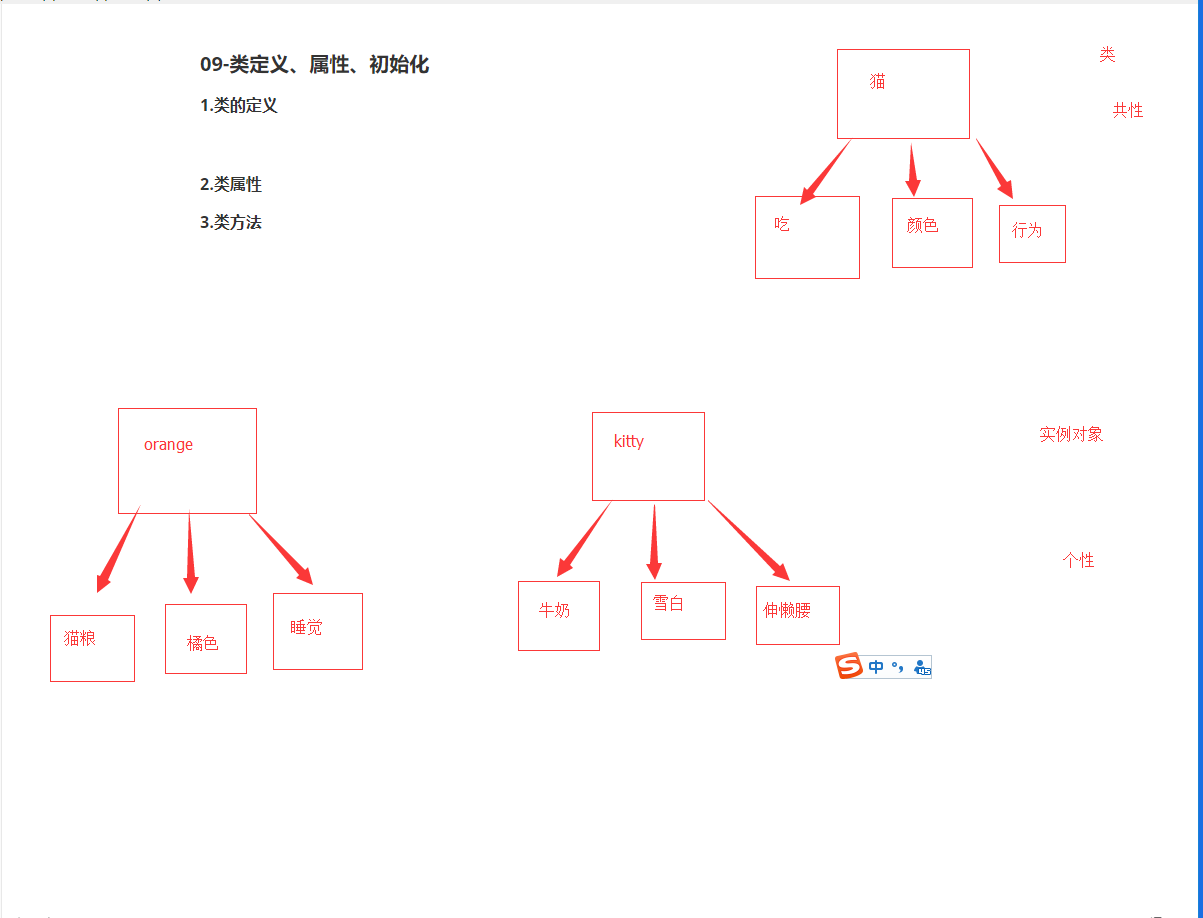 09-类定义、属性、初始化
1.类的定义
2.类属性
3.类方法
类
猫
共性
吃
颜色
行为
实例对象
orange
kitty
个性
猫粮
橘色
睡觉
牛奶
雪白
伸懒腰
S 中 °,